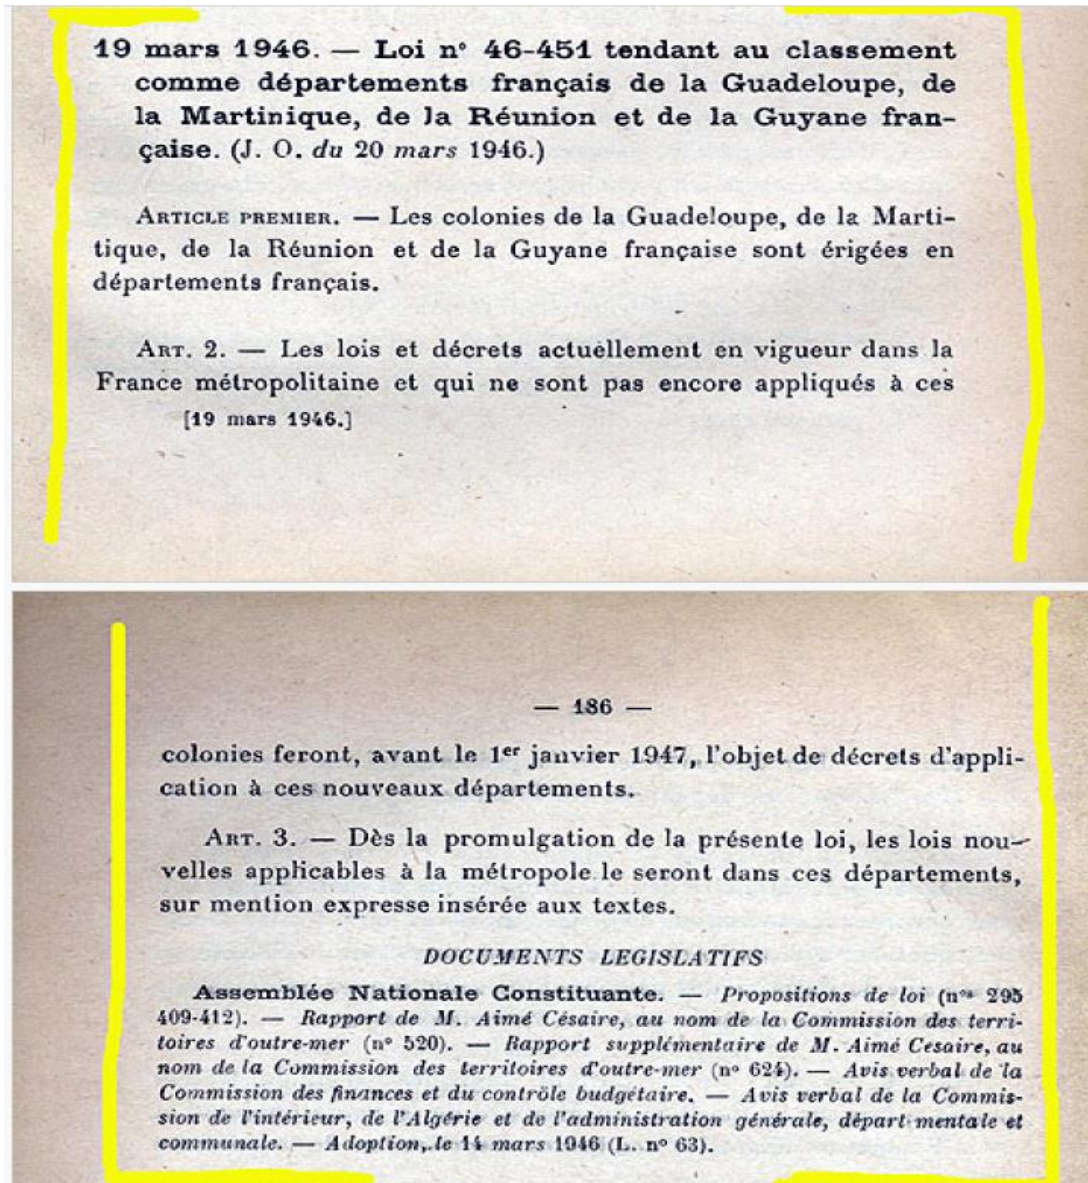 19 mars 1946. — Loi n° 46-451 tendant au classement
comme départements français de la Guadeloupe, de
la Martinique, de la Réunion et de la Guyane fran-
çaise. (J. O. du 20 mars 1946.)
ARTICLE PREMIER. — Les colonies de la Guadeloupe, de la Marti-
tique, de la Réunion et de la Guyane française sont érigées en
départements français.
ART. 2. — Les lois et décrets actuellement en vigueur dans la
France métropolitaine et qui ne sont pas encore appliqués à ces
[19 mars 1946.]
— 186 —
colonies feront, avant le 1er janvier 1947, l'objet de décrets d'appli-
cation à ces nouveaux départements.
ART. 3. — Dès la promulgation de la présente loi, les lois nou-
velles applicables à la métropole le seront dans ces départements,
sur mention expresse insérée aux textes.
DOCUMENTS LEGISLATIFS
Assemblée Nationale Constituante. — Propositions de loi (nos 295
409-412). — Rapport de M. Aimé Césaire, au nom de la Commission des terri-
toires d'outre-mer (n° 520). — Rapport supplémentaire de M. Aimé Cesaire, au
nom de la Commission des territoires d'outre-mer (n° 624). — Avis verbal de la
Commission des finances et du contrôle budgétaire. — Avis verbal de la Commis-
sion de l'intérieur, de l'Algérie et de l'administration générale, départ mentale et
communale. — Adoption, le 14 mars 1946 (L. n° 63).